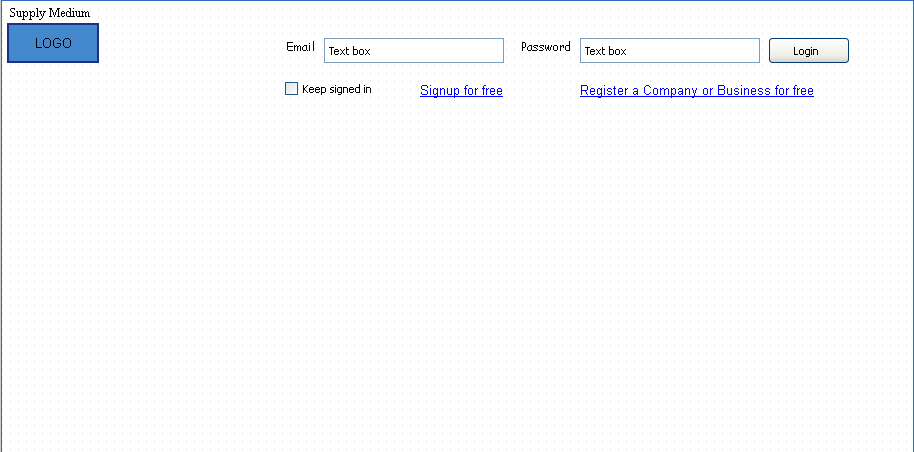 Supply Medium
LOGO
Email Text box Password Text box Login
Keep signed in Signup for free Register a Company or Business for free